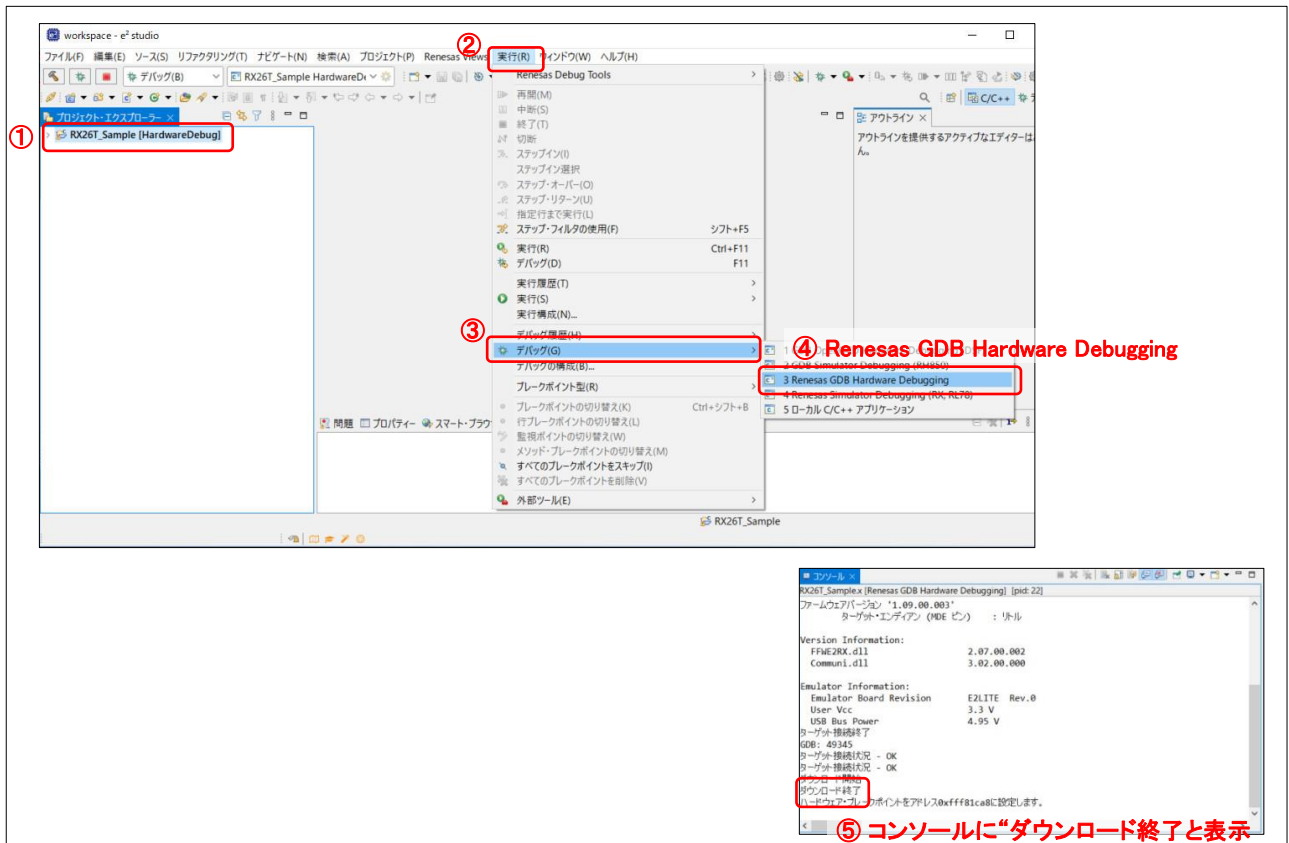 workspace - e² studio
ファイル(F) 編集(E) ソース(S) リファクタリング(T) ナビゲート(N) 検索(A) プロジェクト(P) Renesas Views 実行(R) ウィンドウ(W) ヘルプ(H)
②
デバッグ(B) RX26T_Sample HardwareDe
C/C++
プロジェクト・エクスプローラー
①
RX26T_Sample [HardwareDebug]
アウトライン
アウトラインを提供するアクティブなエディターは
ん。
Renesas Debug Tools
再開(M)
中断(S)
終了(T)
切断
ステップイン(I)
ステップイン選択
ステップ・オーバー(O)
ステップ・リターン(U)
指定行まで実行(L)
ステップ・フィルタの使用(F) シフト+F5
実行(R) Ctrl+F11
デバッグ(D) F11
実行履歴(T)
実行(S)
実行構成(N)...
デバッグ履歴(H)
③
デバッグ(G)
デバッグの構成(B)...
ブレークポイント型(R)
ブレークポイントの切り替え(K) Ctrl+シフト+B
行ブレークポイントの切り替え(L)
監視ポイントの切り替え(W)
メソッド・ブレークポイントの切り替え(M)
すべてのブレークポイントをスキップ(I)
すべてのブレークポイントを削除(V)
外部ツール(E)
④ Renesas GDB Hardware Debugging
2 GDB Simulator Debugging (RH850)
3 Renesas GDB Hardware Debugging
4 Renesas Simulator Debugging (RX, RL78)
5 ローカル C/C++ アプリケーション
問題 プロパティー スマート・ブラウ
RX26T_Sample
コンソール
RX26T_Sample.x [Renesas GDB Hardware Debugging] [pid: 22]
ファームウェアバージョン '1.09.00.003'
ターゲット・エンディアン (MDE ピン) : リトル
Version Information:
FFWE2RX.dll 2.07.00.002
Communi.dll 3.02.00.000
Emulator Information:
Emulator Board Revision E2LITE Rev.0
User Vcc 3.3 V
USB Bus Power 4.95 V
ターゲット接続終了
GDB: 49345
ターゲット接続状況 - OK
ターゲット接続状況 - OK
ダウンロード開始
ダウンロード終了
ハードウェア・ブレークポイントをアドレス0xfff81ca8に設定します。
⑤ コンソールに“ダウンロード終了と表示